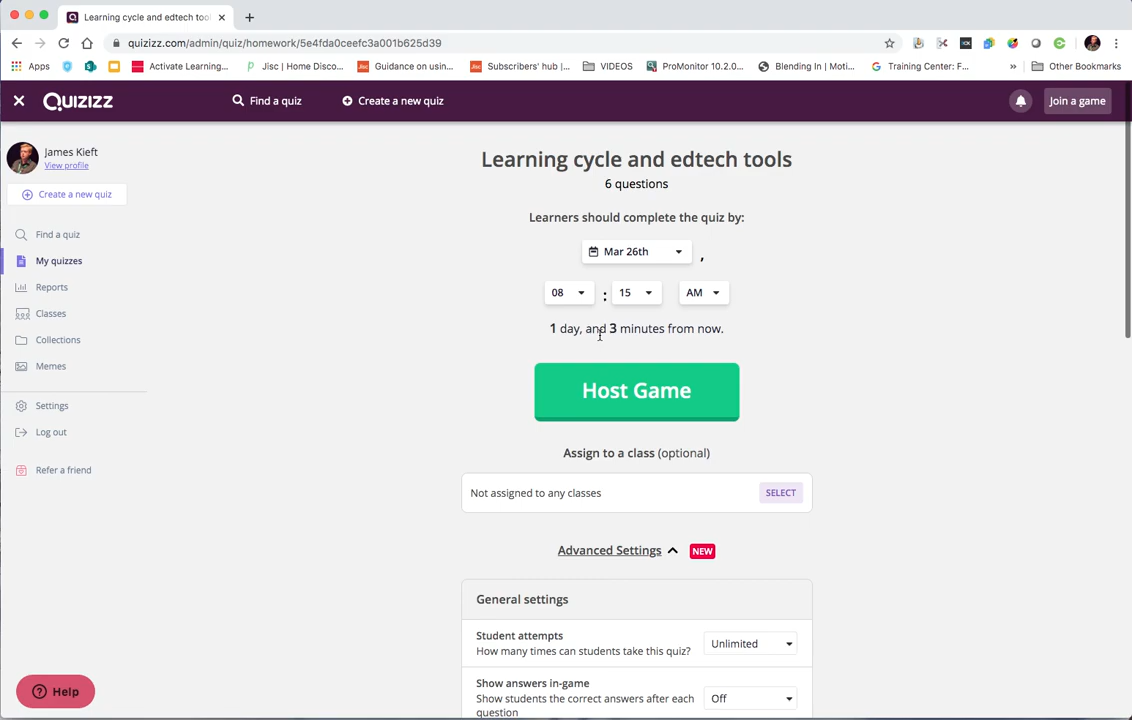 Learning cycle and edtech too
quizizz.com/admin/quiz/homework/5e4fda0ceefc3a001b625d39
Apps
Activate Learning...
Jisc | Home Disco...
Guidance on usin...
Subscribers' hub |...
VIDEOS
ProMonitor 10.2.0...
Blending In | Moti...
Training Center: F...
»
Other Bookmarks
Quizizz
Find a quiz
Create a new quiz
Join a game
James Kieft
View profile
Create a new quiz
Find a quiz
My quizzes
Reports
Classes
Collections
Memes
Settings
Log out
Refer a friend
Help
Learning cycle and edtech tools
6 questions
Learners should complete the quiz by:
Mar 26th ,
08 : 15 AM
1 day, and 3 minutes from now.
Host Game
Assign to a class (optional)
Not assigned to any classes SELECT
Advanced Settings NEW
General settings
Student attempts
How many times can students take this quiz?
Unlimited
Show answers in-game
Show students the correct answers after each
question
Off